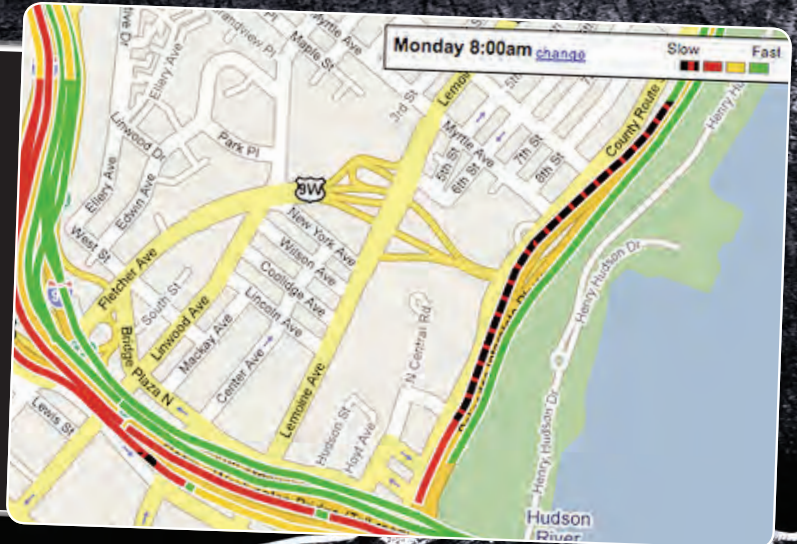 Monday 8:00am change
Slow Fast
Ellery Ave
Linwood Dr
Park Pl
Maple St
Myrtle Ave
3rd St
Myrtle Ave
5th St
6th St
7th St
8th St
County Route
Ellery Ave
Edwin Ave
West St
Fletcher Ave
9W
New York Ave
Wilson Ave
Coolidge Ave
Lincoln Ave
South St
Linwood Ave
Mackay Ave
Center Ave
Bridge Plaza N
Lemoine Ave
N Central Rd
Hudson St
Hoyt Ave
Lewis St
Henry Hudson Dr
Henry Hudson Dr
Hudson
River